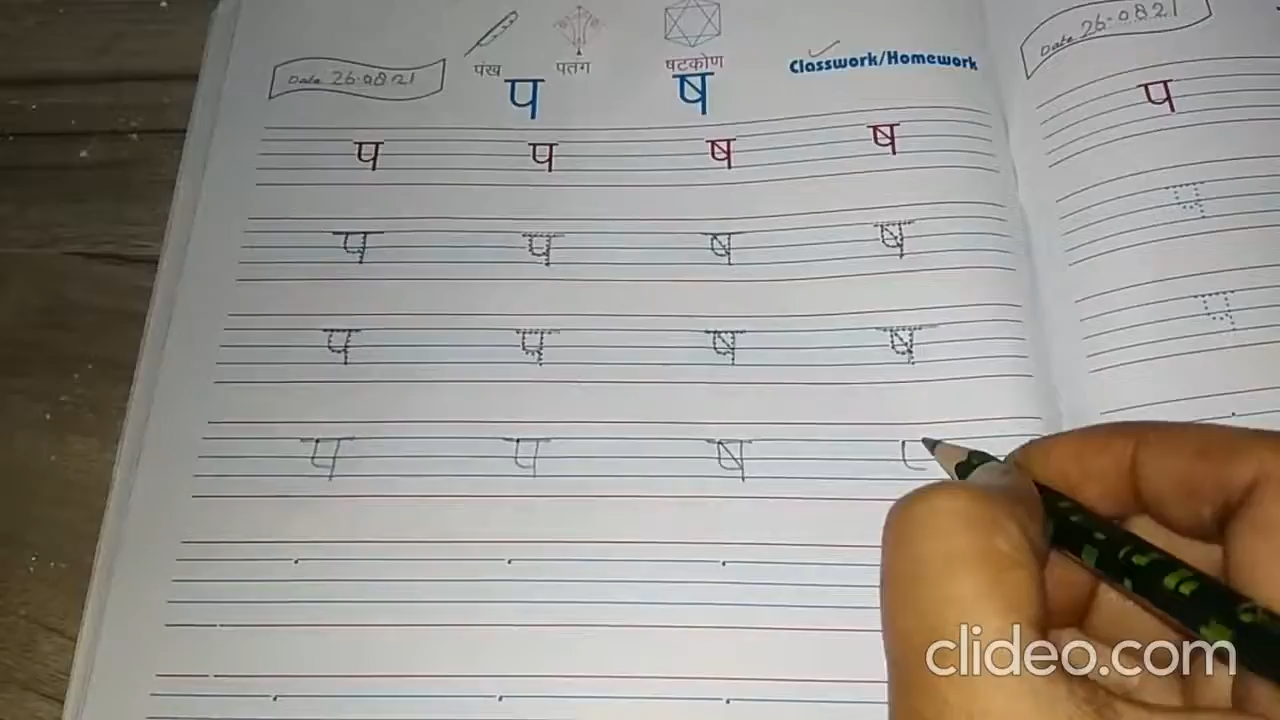 Date 26.08.21
पंख पतंग षटकोण
Classwork/Homework
प ष
प प ष ष
प प ष ष
प प ष ष
प प ष
Date 26.08.21
प
प
प
clideo.com